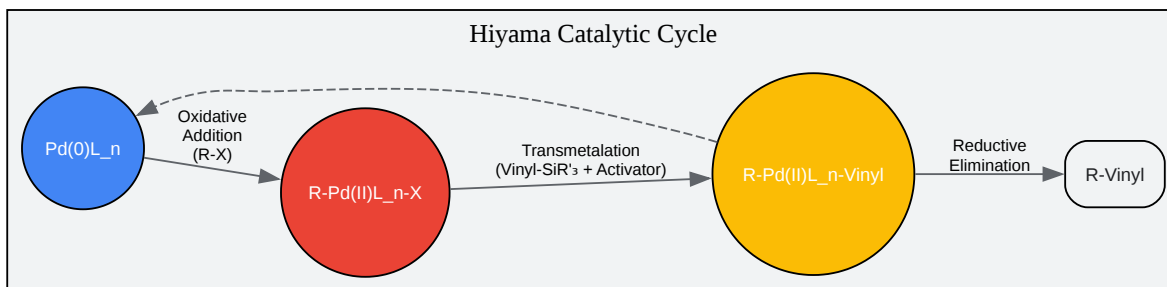 Hiyama Catalytic Cycle
Pd(0)L_n
Oxidative
Addition
(R-X)
R-Pd(II)L_n-X
Transmetalation
(Vinyl-SiR'₃ + Activator)
R-Pd(II)L_n-Vinyl
Reductive
Elimination
R-Vinyl